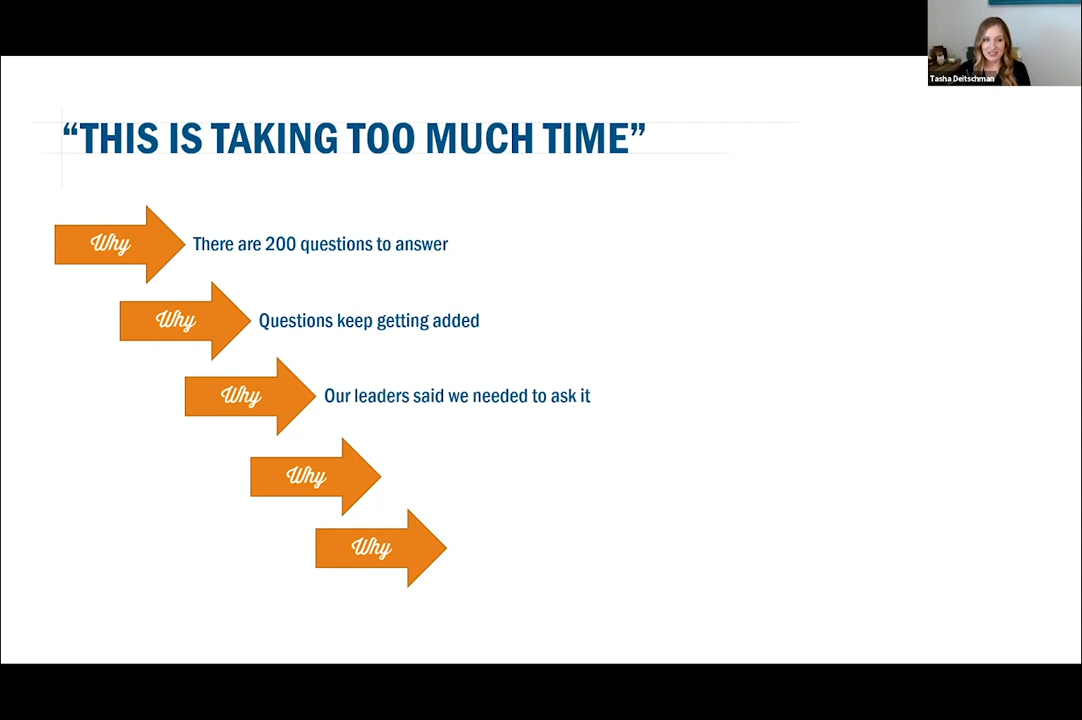 Tasha Deitschman
“THIS IS TAKING TOO MUCH TIME”
Why There are 200 questions to answer
Why Questions keep getting added
Why Our leaders said we needed to ask it
Why
Why